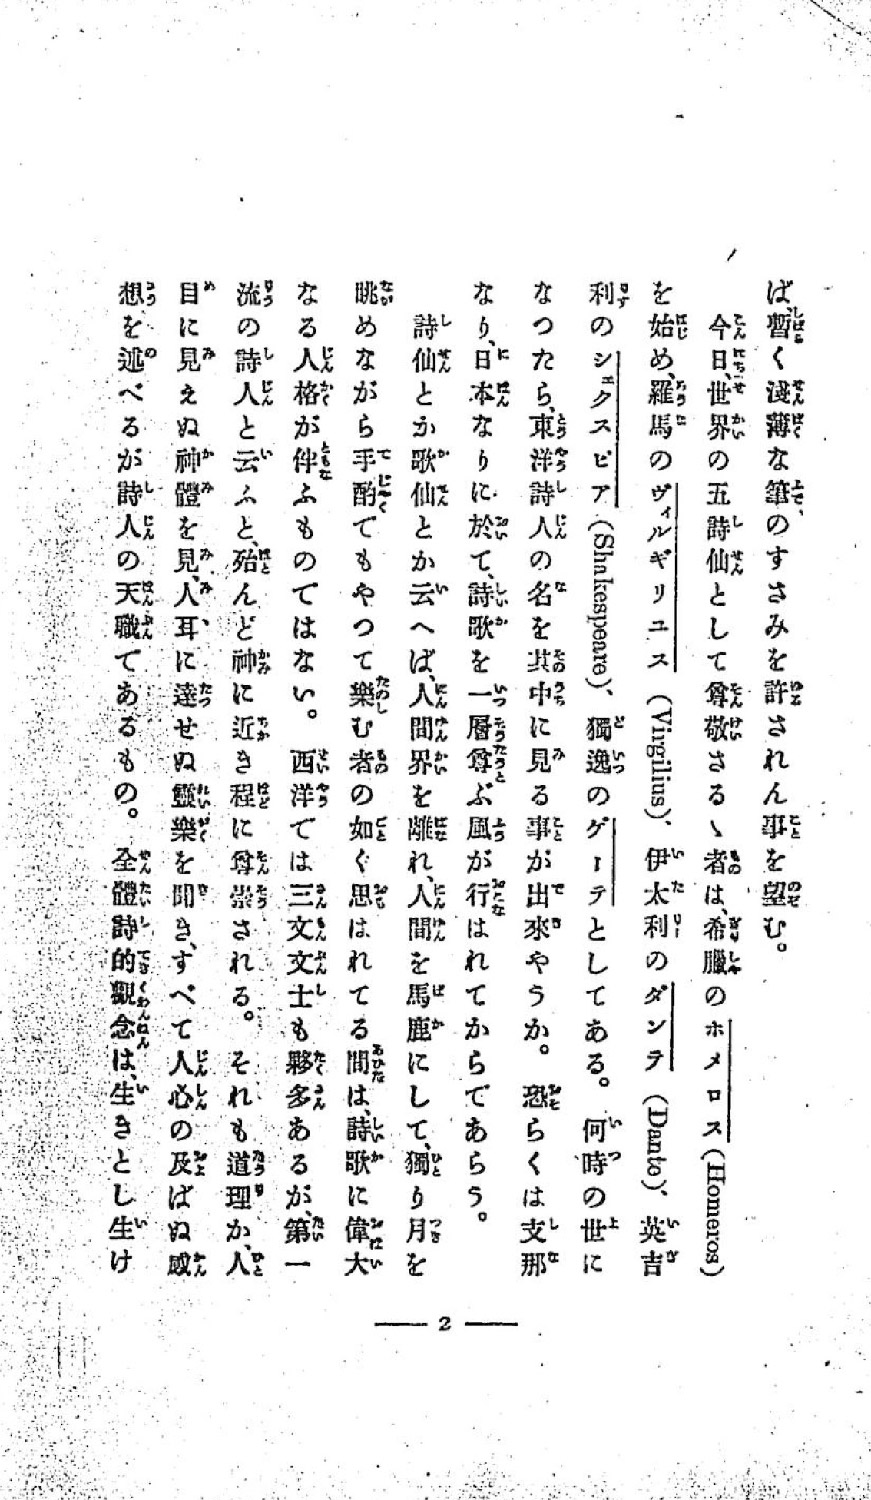 ば、暫く淺薄な筆のすさみを許されん事を望む。
今日、世界の五詩仙として尊敬さるゝ者は、希臘のホメロス(Homeros)
を始め、羅馬のヴィルギリユス(Virgilius)、伊太利のダンテ(Dante)、英吉
利のシェクスピア(Shakespeare)、獨逸のゲーテとしてある。何時の世に
なつたら、東洋詩人の名を其中に見る事が出來やうか。恐らくは支那
なり、日本なりに於て、詩歌を一層尊ぶ風が行はれてからであらう。
詩仙とか歌仙とか云へば、人間界を離れ、人間を馬鹿にして、獨り月を
眺めながら手酌でもやつて樂む者の如く思はれてる間は、詩歌に偉大
なる人格が伴ふものではない。西洋では三文文士も夥多あるが、第一
流の詩人と云ふと、殆んど神に近き程に尊崇される。それも道理か、人
目に見えぬ神體を見、人耳に達せぬ靈樂を聞き、すべて人心の及ばぬ感
想を述べるが詩人の天職であるもの。全體詩的觀念は、生きとし生け
2